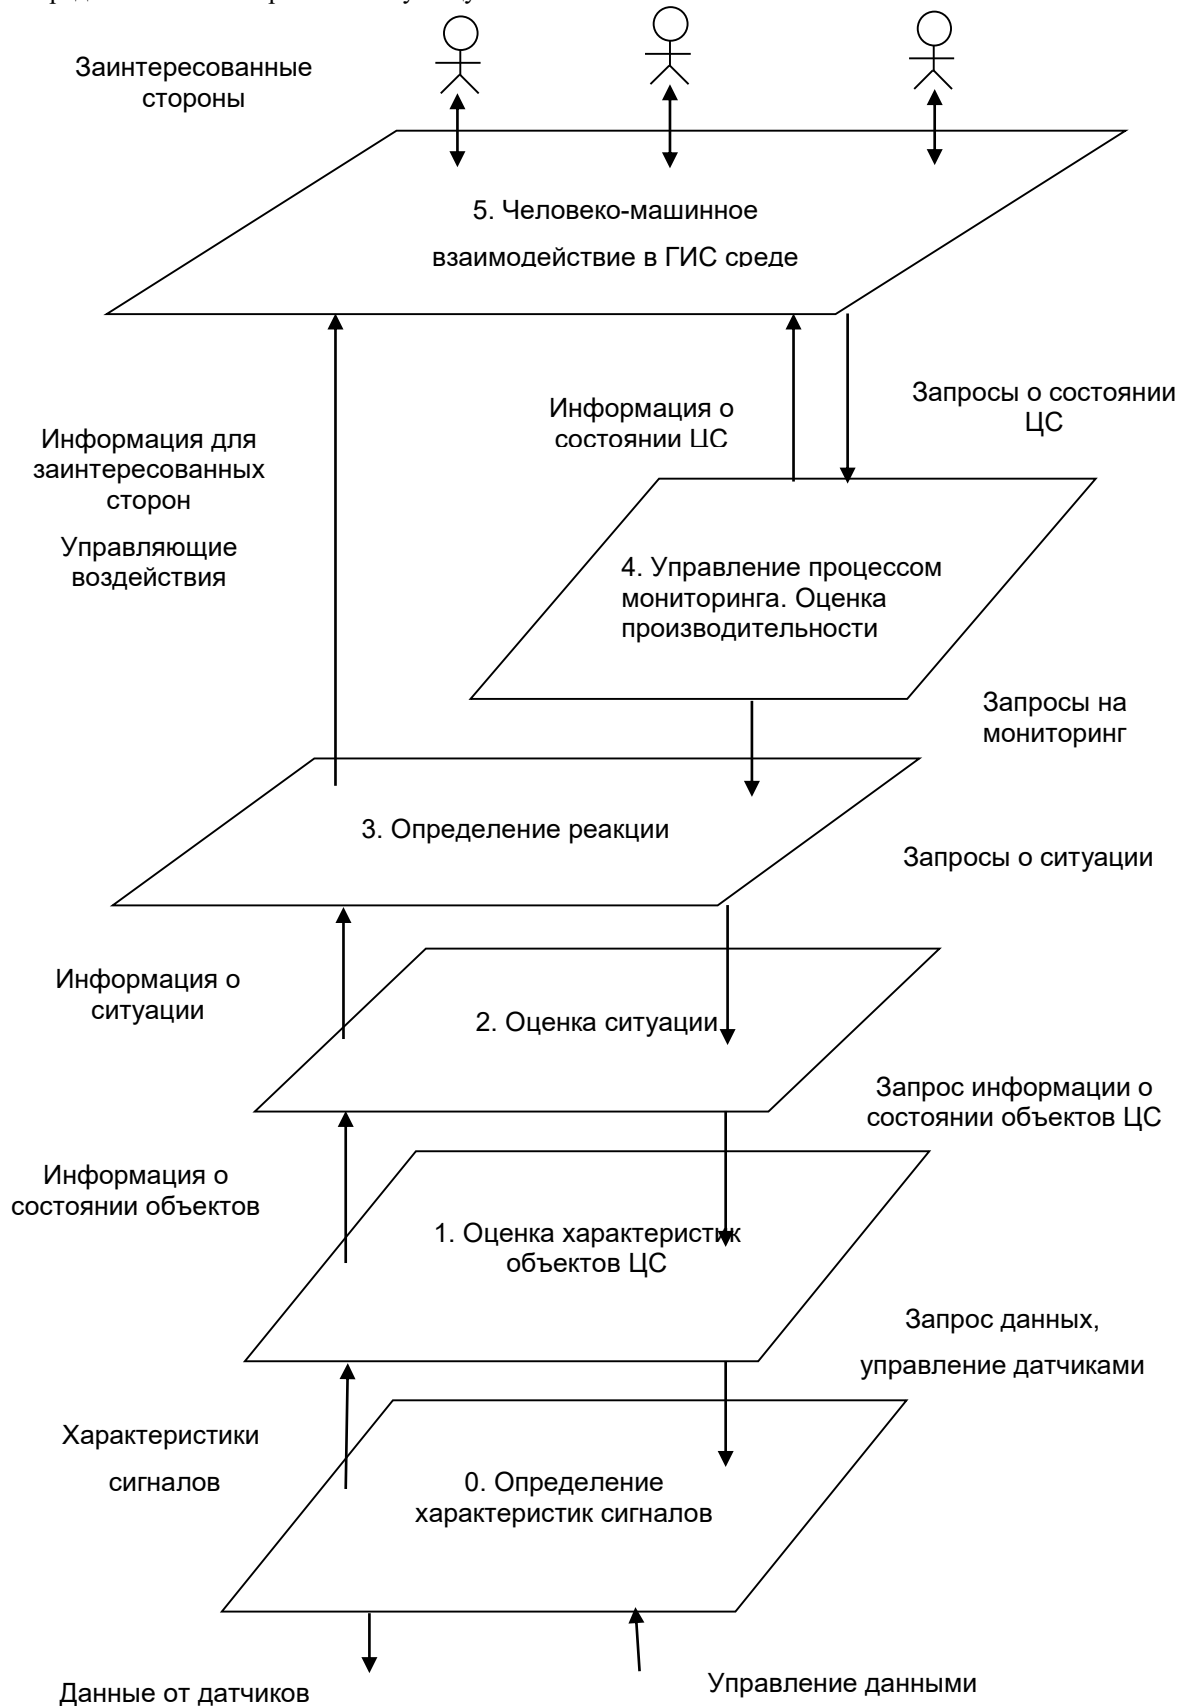 Заинтересованные
стороны
5. Человеко-машинное
взаимодействие в ГИС среде
Информация для
заинтересованных
сторон
Управляющие
воздействия
Информация о
состоянии ЦС
Запросы о состоянии
ЦС
4. Управление процессом
мониторинга. Оценка
производительности
Запросы на
мониторинг
3. Определение реакции
Запросы о ситуации
Информация о
ситуации
2. Оценка ситуации
Запрос информации о
состоянии объектов ЦС
Информация о
состоянии объектов
1. Оценка характеристик
объектов ЦС
Запрос данных,
управление датчиками
Характеристики
сигналов
0. Определение
характеристик сигналов
Данные от датчиков
Управление данными